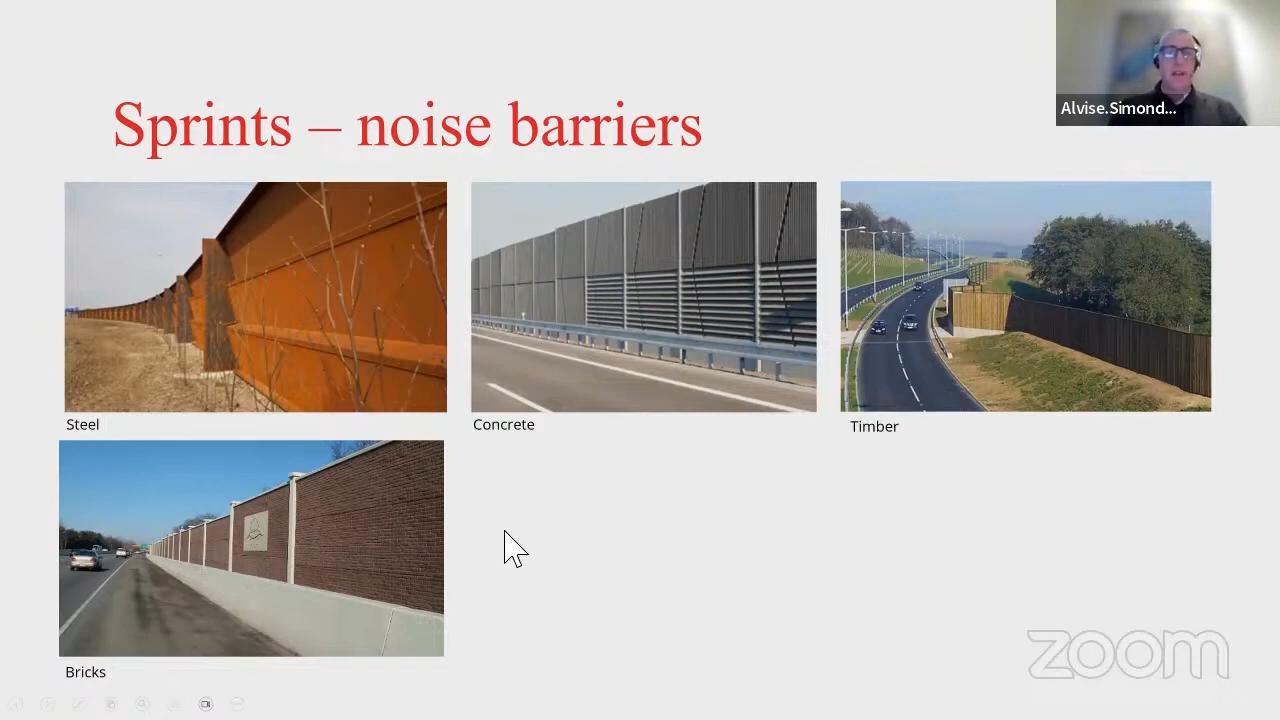 Alvise.Simond...
Sprints – noise barriers
Steel
Concrete
Timber
Bricks
zoom